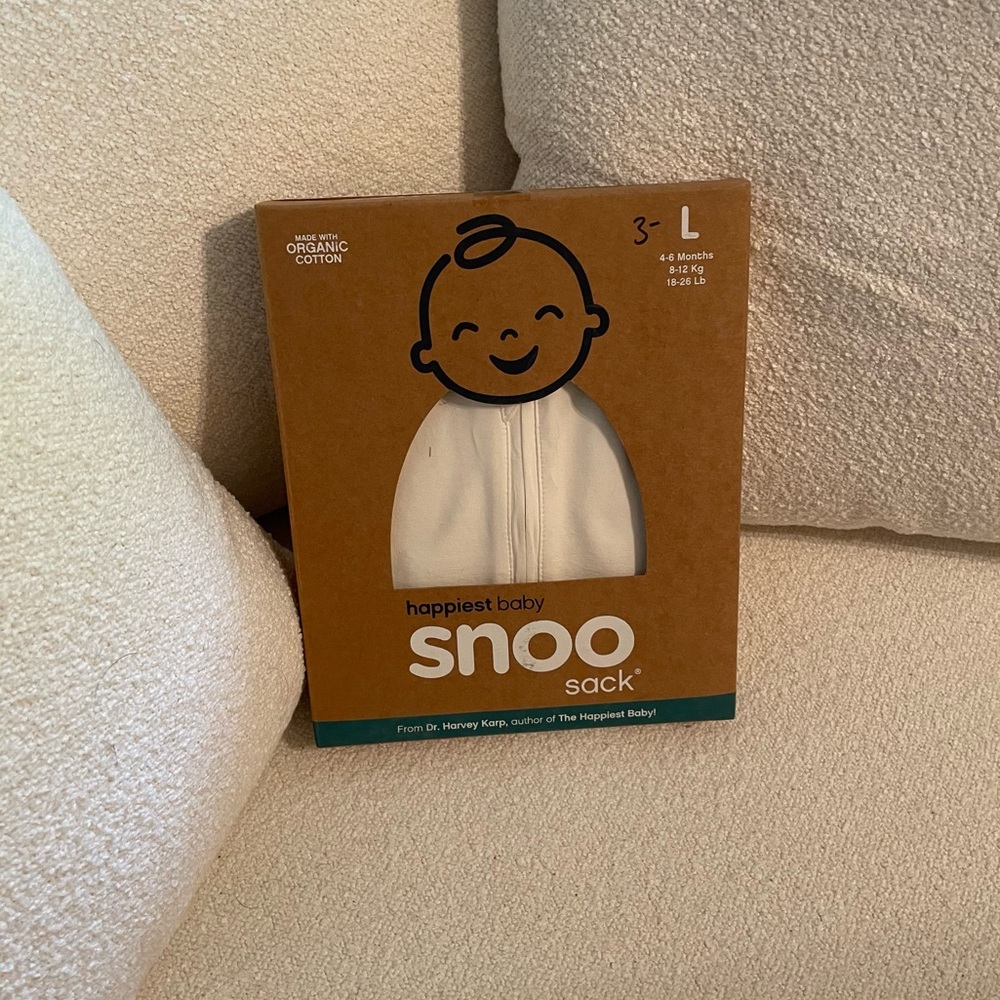 MADE WITH
ORGANIC
COTTON
3- L
4-6 Months
8-12 Kg
18-26 Lb
happiest baby
snoo
sack®
From Dr. Harvey Karp, author of The Happiest Baby!